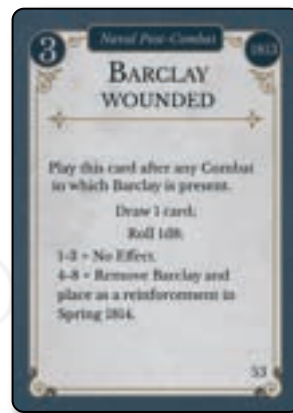 3
Naval Post-Combat
1813
BARCLAY
WOUNDED
Play this card after any Combat
in which Barclay is present.
Draw 1 card;
Roll 1d8:
1-3 = No Effect.
4-8 = Remove Barclay and
place as a reinforcement in
Spring 1814.
53